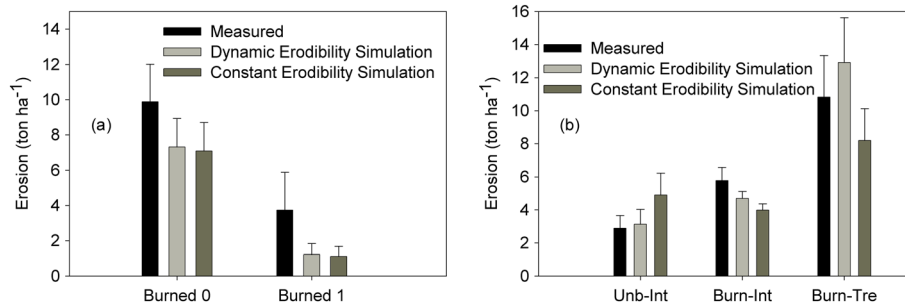 14
12
10
8
6
4
2
0
Erosion (ton ha⁻¹)
Measured
Dynamic Erodibility Simulation
Constant Erodibility Simulation
(a)
Burned 0 Burned 1
16
14
12
10
8
6
4
2
0
Erosion (ton ha⁻¹)
Measured
Dynamic Erodibility Simulation
Constant Erodibility Simulation
(b)
Unb-Int Burn-Int Burn-Tre